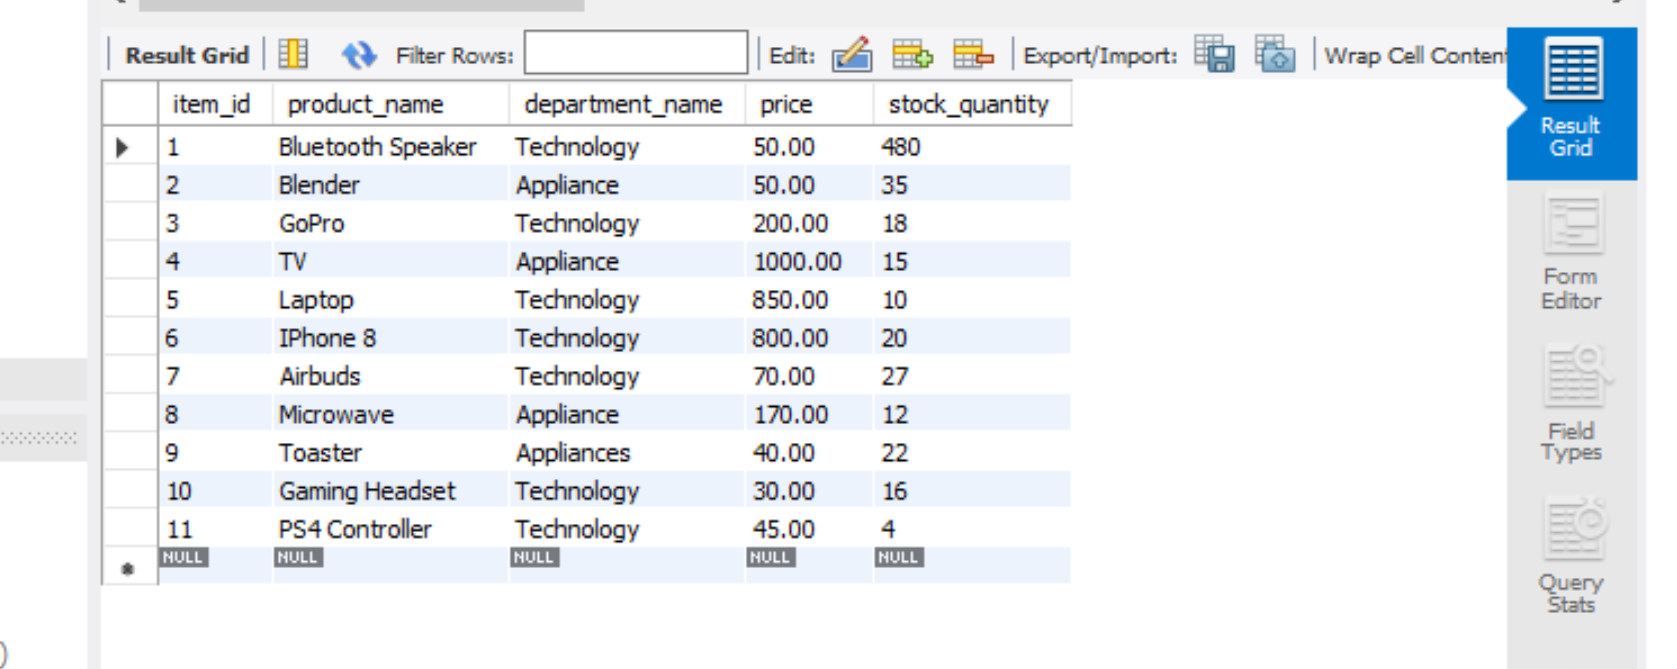 Result Grid Filter Rows: Edit: Export/Import: Wrap Cell Conten
item_id product_name department_name price stock_quantity
1 Bluetooth Speaker Technology 50.00 480
2 Blender Appliance 50.00 35
3 GoPro Technology 200.00 18
4 TV Appliance 1000.00 15
5 Laptop Technology 850.00 10
6 IPhone 8 Technology 800.00 20
7 Airbuds Technology 70.00 27
8 Microwave Appliance 170.00 12
9 Toaster Appliances 40.00 22
10 Gaming Headset Technology 30.00 16
11 PS4 Controller Technology 45.00 4
NULL NULL NULL NULL NULL
Result
Grid
Form
Editor
Field
Types
Query
Stats
)